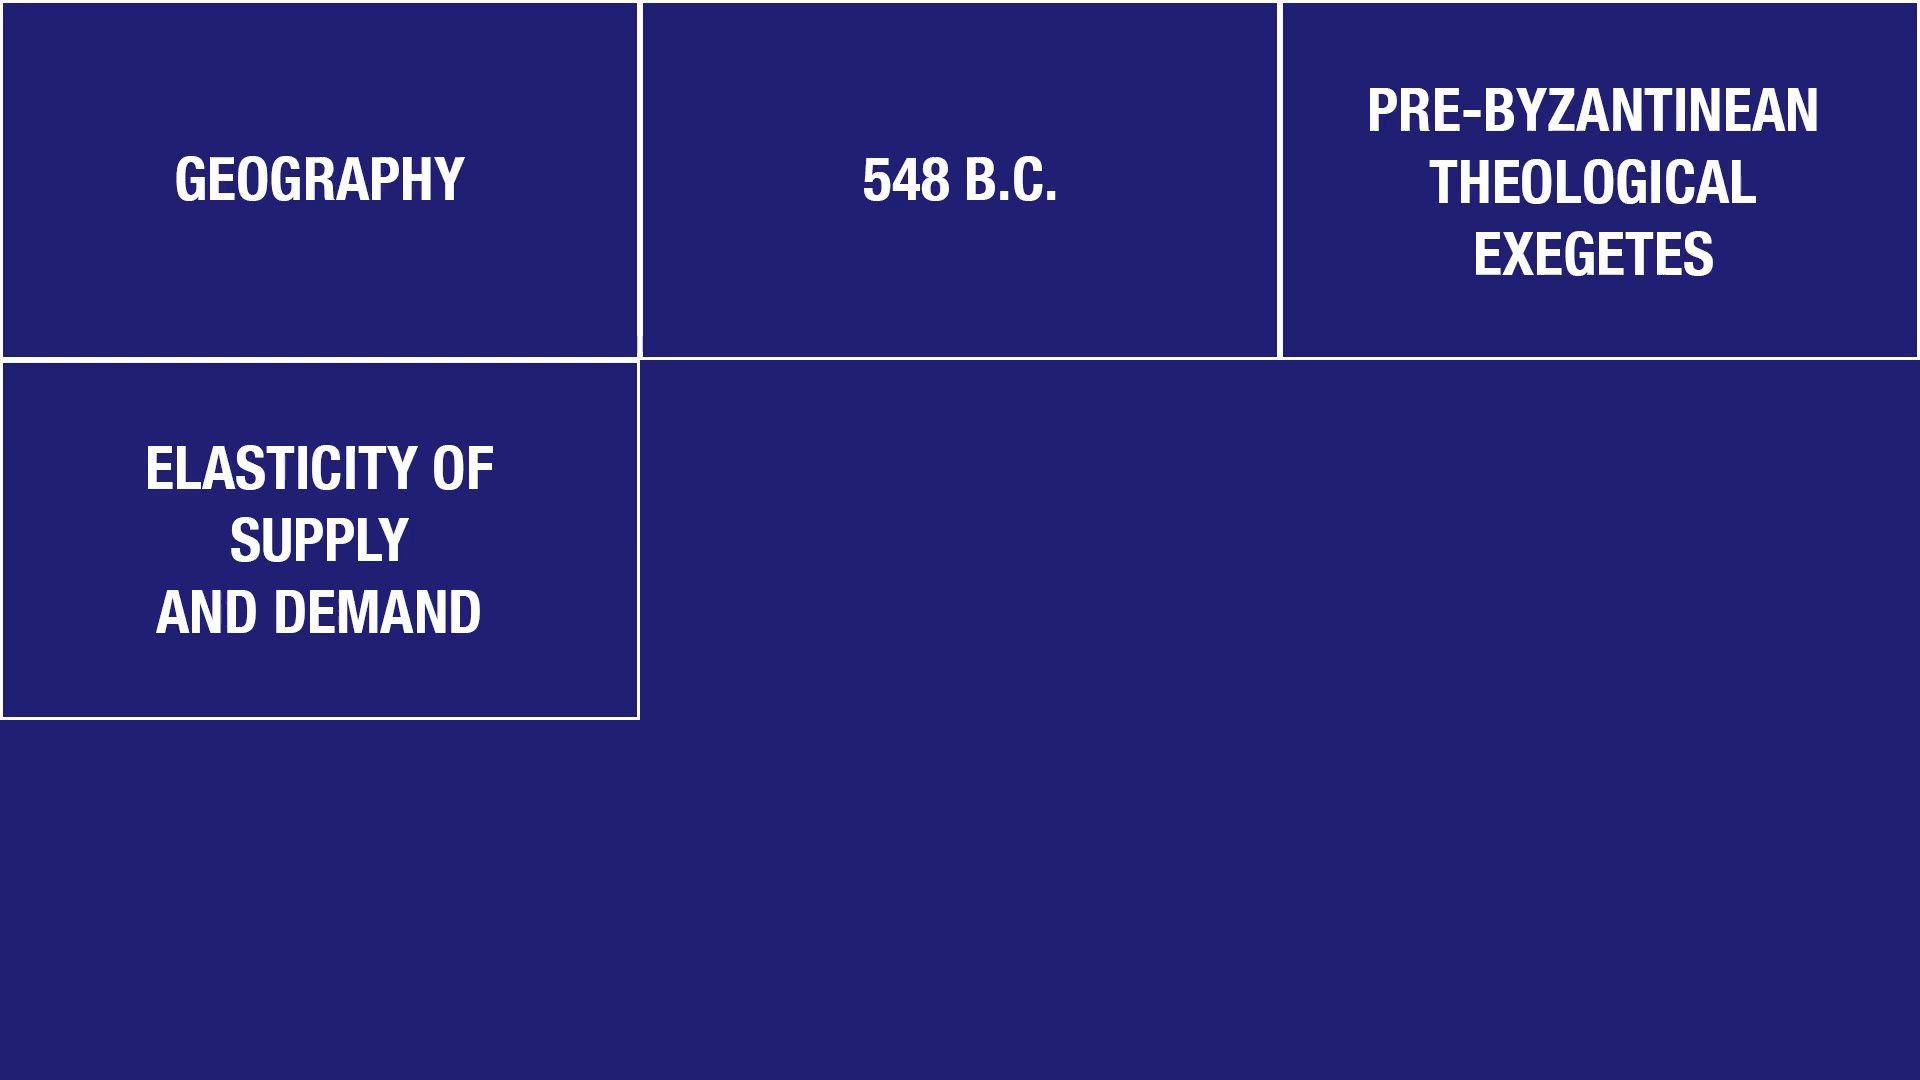 GEOGRAPHY
548 B.C.
PRE-BYZANTINEAN
THEOLOGICAL
EXEGETES
ELASTICITY OF
SUPPLY
AND DEMAND